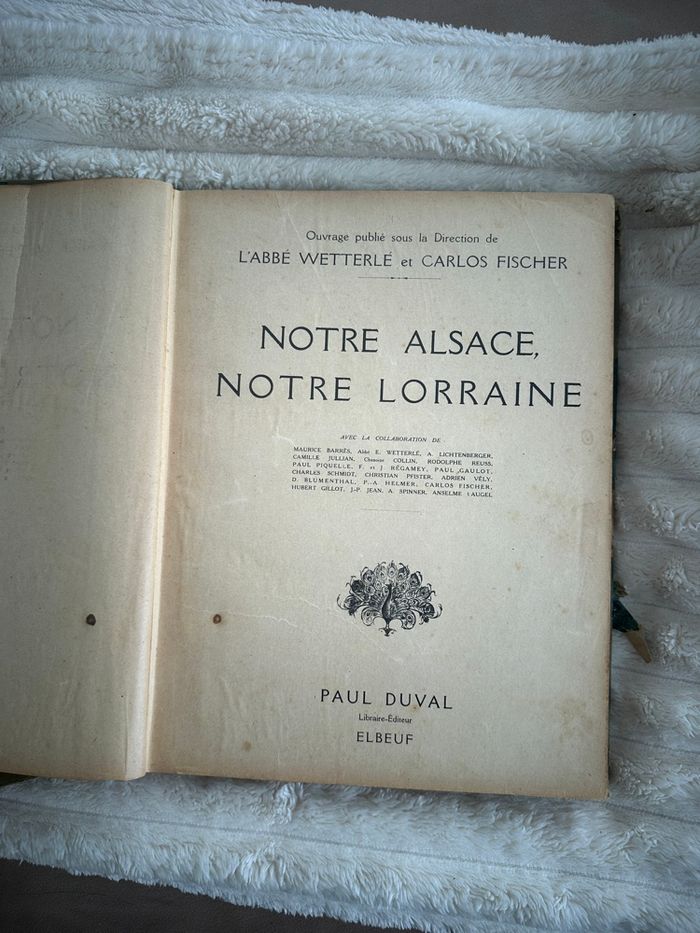 Ouvrage publié sous la Direction de
L'ABBÉ WETTERLÉ et CARLOS FISCHER
NOTRE ALSACE,
NOTRE LORRAINE
AVEC LA COLLABORATION DE
MAURICE BARRÈS, Abbé E. WETTERLÉ, A. LICHTENBERGER,
CAMILLE JULLIAN, Chanoine COLLIN, RODOLPHE REUSS,
PAUL PIQUELLE, F. et J. RÉGAMEY, PAUL GAULOT,
CHARLES SCHMIDT, CHRISTIAN PFISTER, ADRIEN VÉLY,
D. BLUMENTHAL, P.-A HELMER, CARLOS FISCHER,
HUBERT GILLOT, J.-P. JEAN, A. SPINNER, ANSELME LAUGEL
PAUL DUVAL
Libraire-Éditeur
ELBEUF